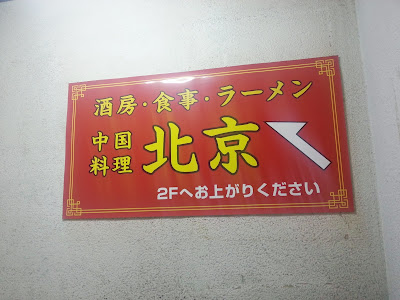 酒房・食事・ラーメン
中国料理 北京
2Fへお上がりください